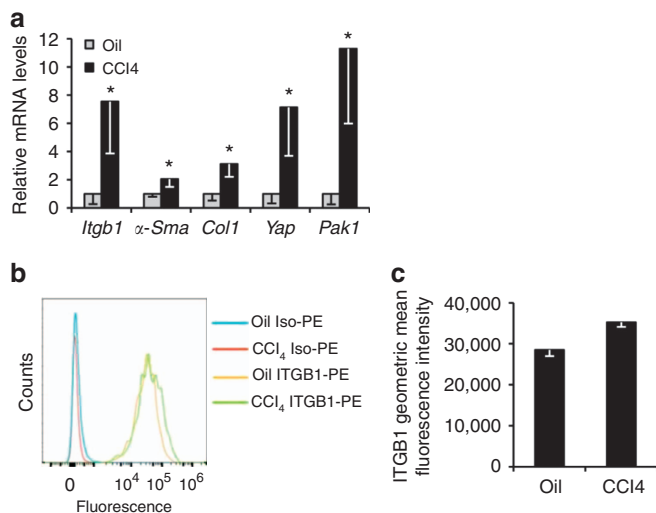 a
Relative mRNA levels
12
10
8
6
4
2
0
Oil
CCl4
* * * * *
Itgb1 α-Sma Col1 Yap Pak1
b
Counts
0 10^4 10^5 10^6
Fluorescence
Oil Iso-PE
CCl₄ Iso-PE
Oil ITGB1-PE
CCl₄ ITGB1-PE
c
ITGB1 geometric mean
fluorescence intensity
40,000
30,000
20,000
10,000
0
Oil CCl4